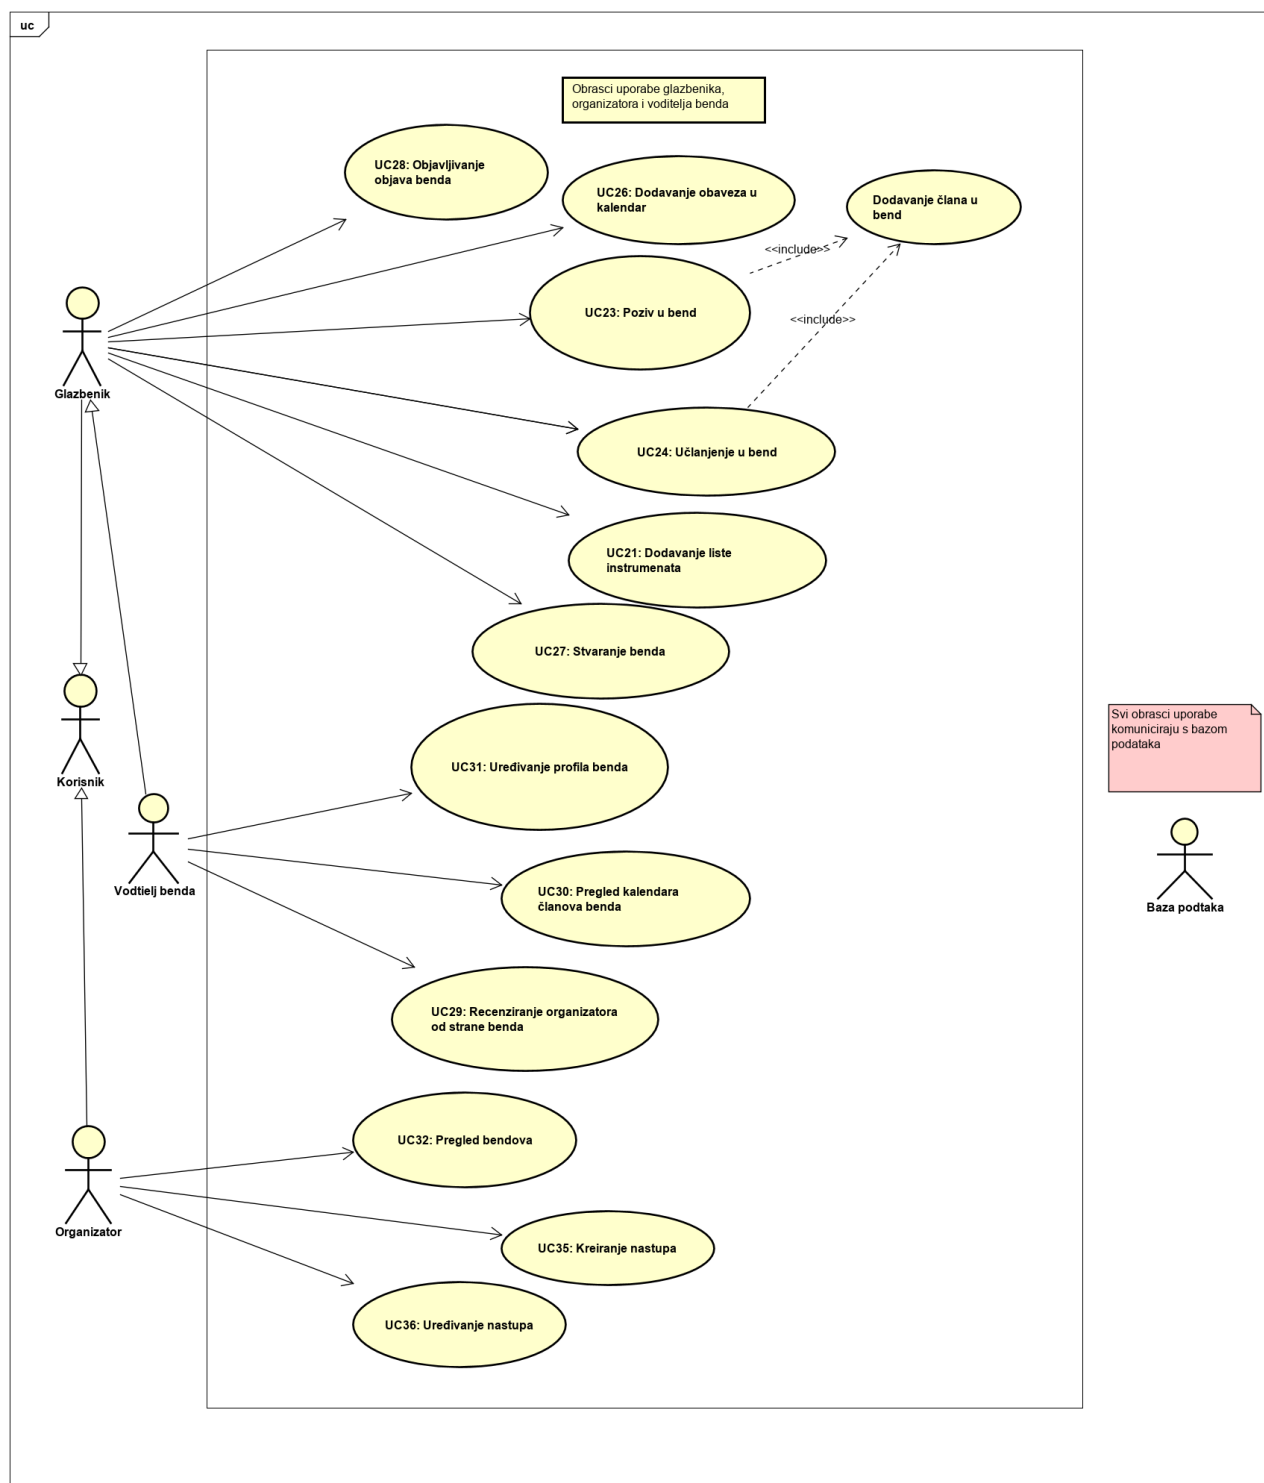 uc
Obrasci uporabe glazbenika,
organizatora i voditelja benda
UC28: Objavljivanje
objava benda
UC26: Dodavanje obaveza u
kalendar
Dodavanje člana u
bend
<<include>>
UC23: Poziv u bend
<<include>>
Glazbenik
UC24: Učlanjenje u bend
UC21: Dodavanje liste
instrumenata
UC27: Stvaranje benda
Svi obrasci uporabe
komuniciraju s bazom
podataka
UC31: Uređivanje profila benda
Korisnik
Vodtielj benda
UC30: Pregled kalendara
članova benda
Baza podtaka
UC29: Recenziranje organizatora
od strane benda
UC32: Pregled bendova
Organizator
UC35: Kreiranje nastupa
UC36: Uređivanje nastupa